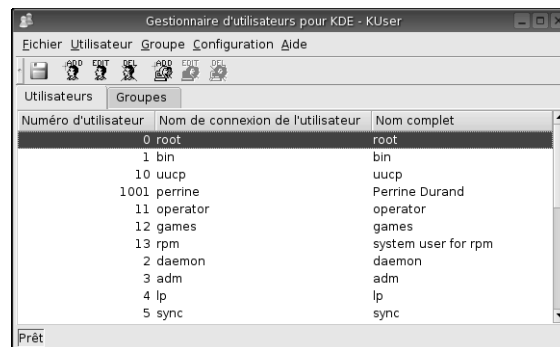 Gestionnaire d'utilisateurs pour KDE - KUser
Fichier Utilisateur Groupe Configuration Aide
ADD EDIT DEL ADD EDIT DEL
Utilisateurs Groupes
Numéro d'utilisateur Nom de connexion de l'utilisateur Nom complet
0 root root
1 bin bin
10 uucp uucp
1001 perrine Perrine Durand
11 operator operator
12 games games
13 rpm system user for rpm
2 daemon daemon
3 adm adm
4 lp lp
5 sync sync
Prêt